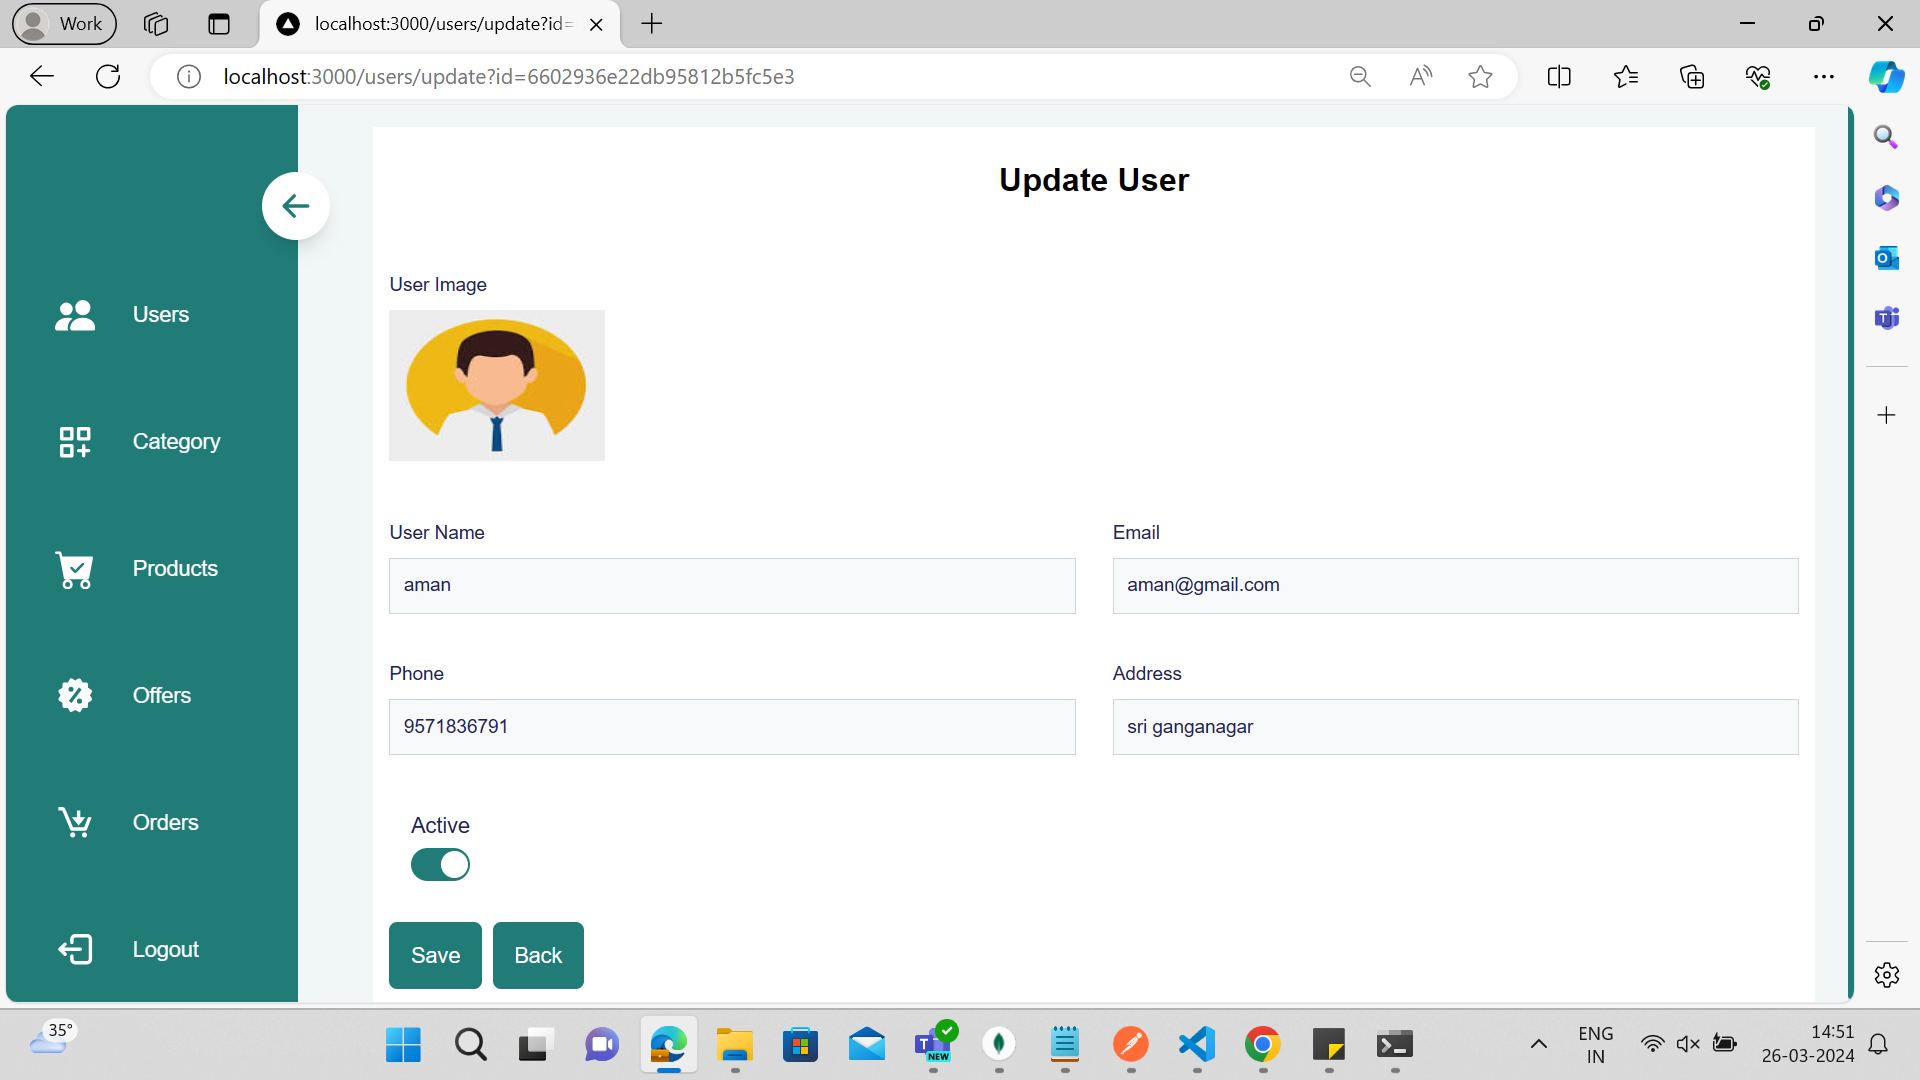 Work
localhost:3000/users/update?id=
localhost:3000/users/update?id=6602936e22db95812b5fc5e3
Update User
User Image
Users
Category
Products
Offers
Orders
Logout
User Name
Email
aman
aman@gmail.com
Phone
Address
9571836791
sri ganganagar
Active
Save
Back
35°
NEW
ENG
IN
14:51
26-03-2024